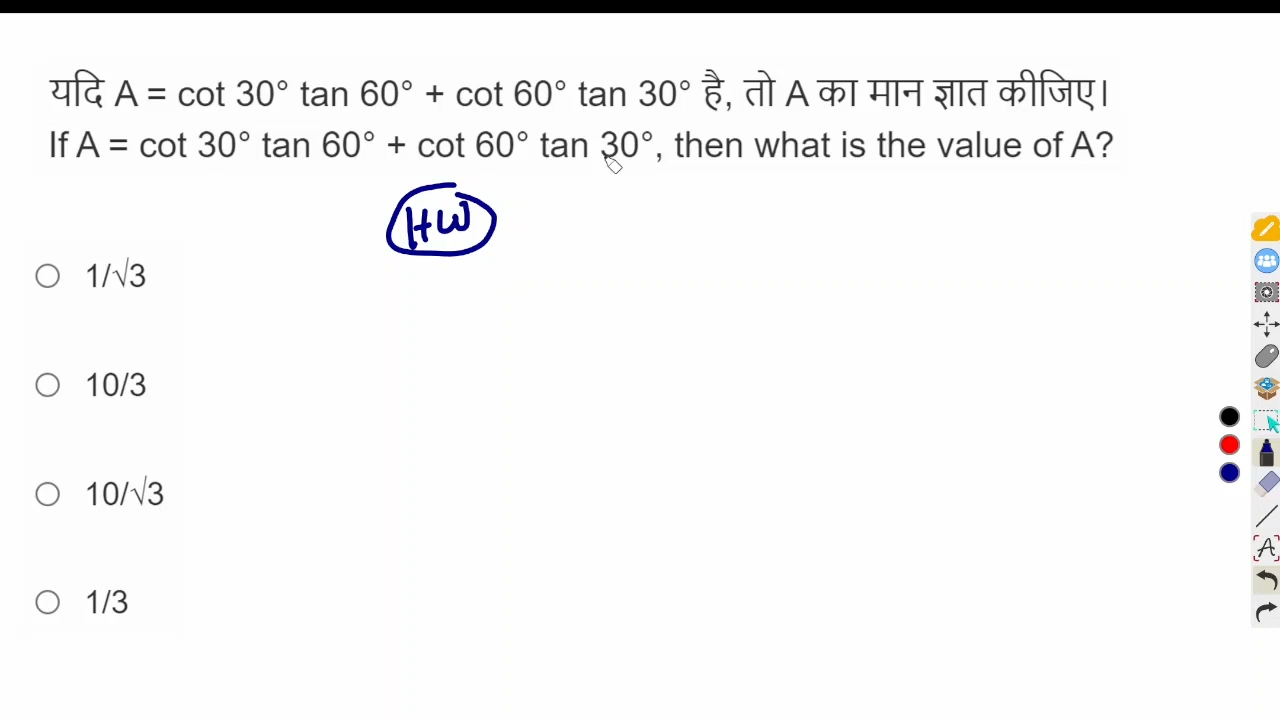 यदि A = cot 30° tan 60° + cot 60° tan 30° है, तो A का मान ज्ञात कीजिए।
If A = cot 30° tan 60° + cot 60° tan 30°, then what is the value of A?
HW
1/√3
10/3
10/√3
1/3